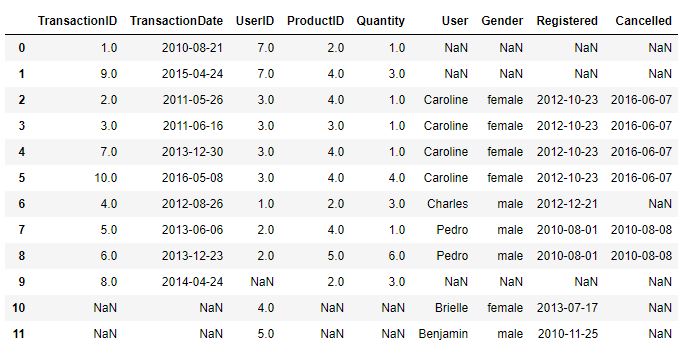 TransactionID TransactionDate UserID ProductID Quantity User Gender Registered Cancelled
0 1.0 2010-08-21 7.0 2.0 1.0 NaN NaN NaN NaN
1 9.0 2015-04-24 7.0 4.0 3.0 NaN NaN NaN NaN
2 2.0 2011-05-26 3.0 4.0 1.0 Caroline female 2012-10-23 2016-06-07
3 3.0 2011-06-16 3.0 3.0 1.0 Caroline female 2012-10-23 2016-06-07
4 7.0 2013-12-30 3.0 4.0 1.0 Caroline female 2012-10-23 2016-06-07
5 10.0 2016-05-08 3.0 4.0 4.0 Caroline female 2012-10-23 2016-06-07
6 4.0 2012-08-26 1.0 2.0 3.0 Charles male 2012-12-21 NaN
7 5.0 2013-06-06 2.0 4.0 1.0 Pedro male 2010-08-01 2010-08-08
8 6.0 2013-12-23 2.0 5.0 6.0 Pedro male 2010-08-01 2010-08-08
9 8.0 2014-04-24 NaN 2.0 3.0 NaN NaN NaN NaN
10 NaN NaN 4.0 NaN NaN Brielle female 2013-07-17 NaN
11 NaN NaN 5.0 NaN NaN Benjamin male 2010-11-25 NaN